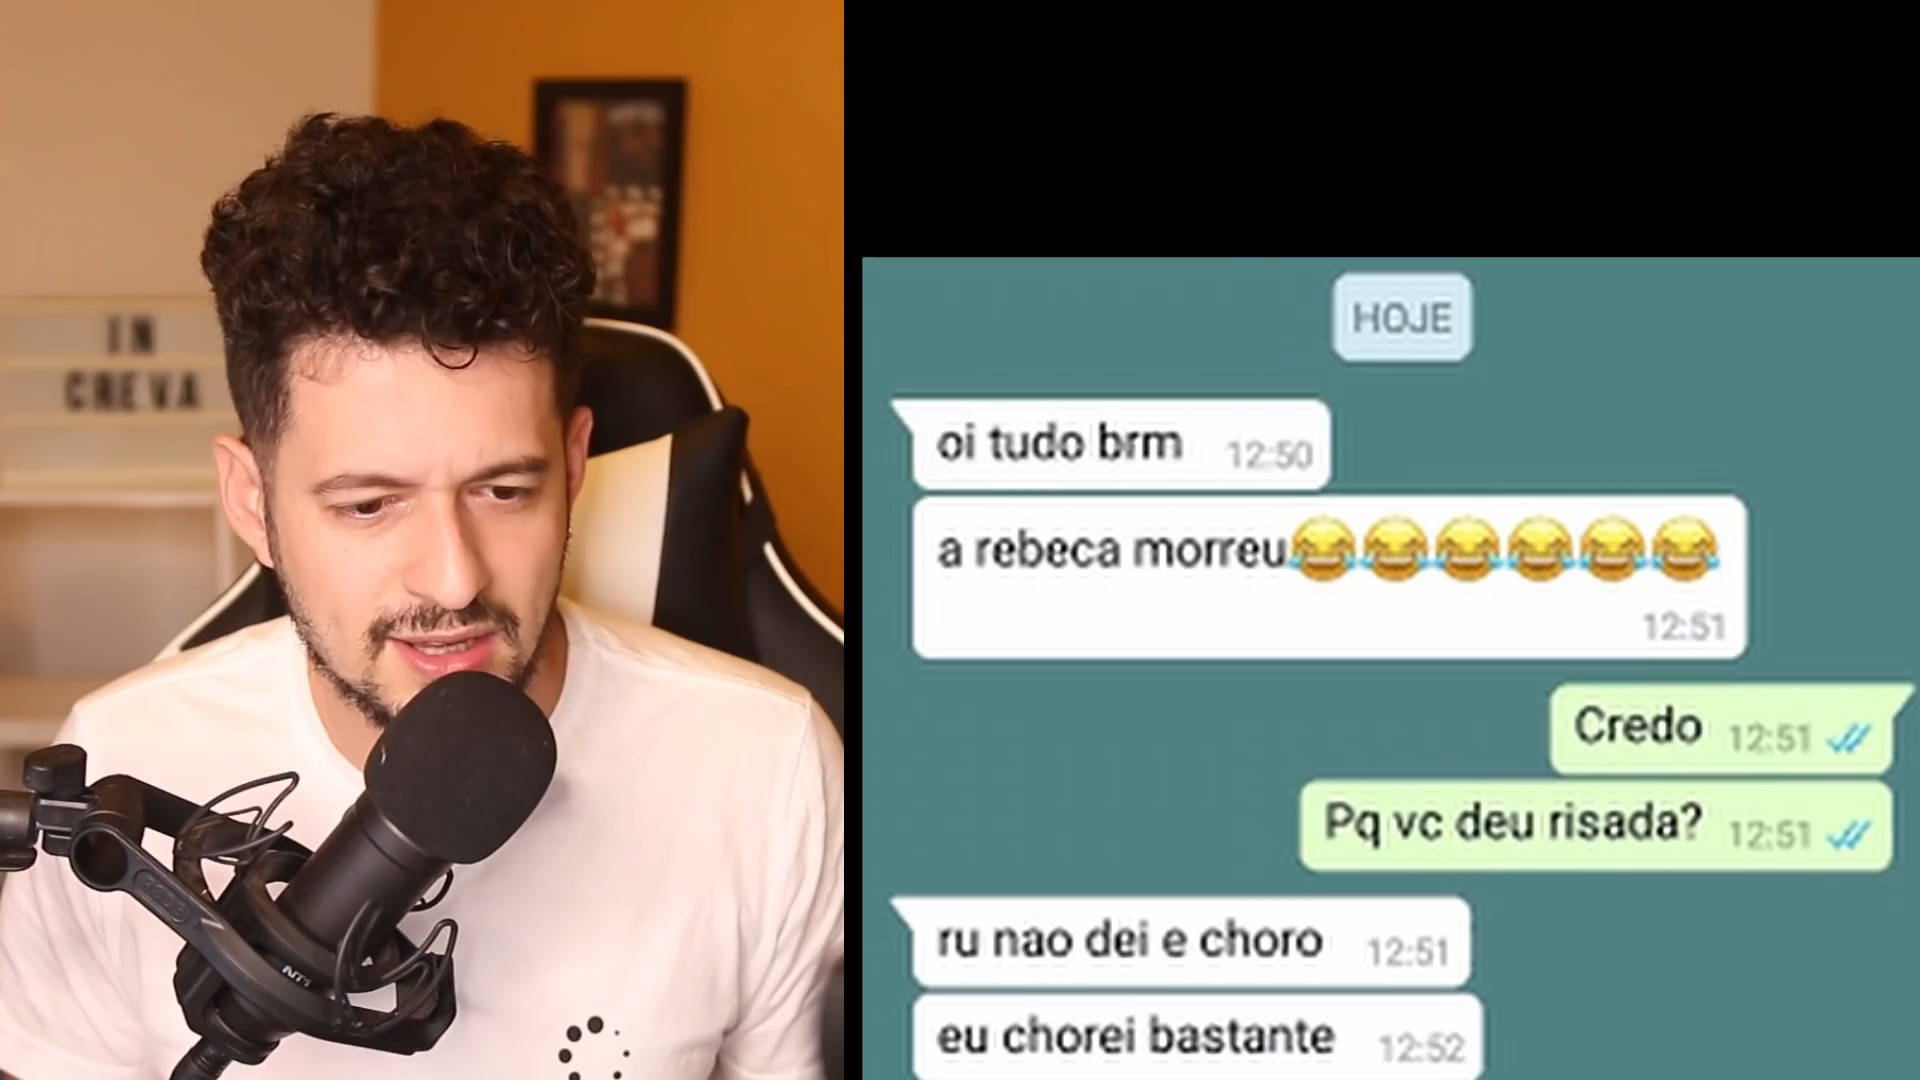 IN
CREVA
HOJE
oi tudo brm 12:50
a rebeca morreu😂😂😂😂😂😂
12:51
Credo 12:51
Pq vc deu risada? 12:51
ru nao dei e choro 12:51
eu chorei bastante 12:52